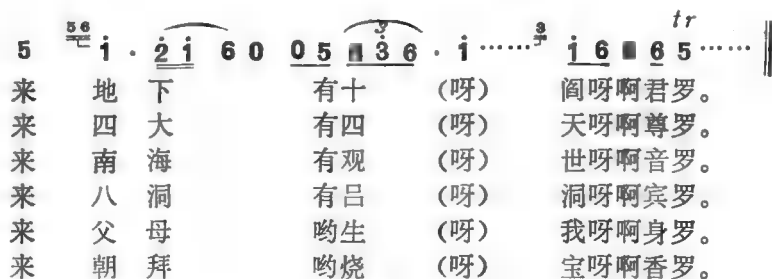 5 56 i · 2 i 6 0 0 5 3 6 · i …… 3 i 6 6 5 …… tr
来 地 下 有十 (呀) 阎呀啊君罗。
来 四 大 有四 (呀) 天呀啊尊罗。
来 南 海 有观 (呀) 世呀啊音罗。
来 八 洞 有吕 (呀) 洞呀啊宾罗。
来 父 母 哟生 (呀) 我呀啊身罗。
来 朝 拜 哟烧 (呀) 宝呀啊香罗。